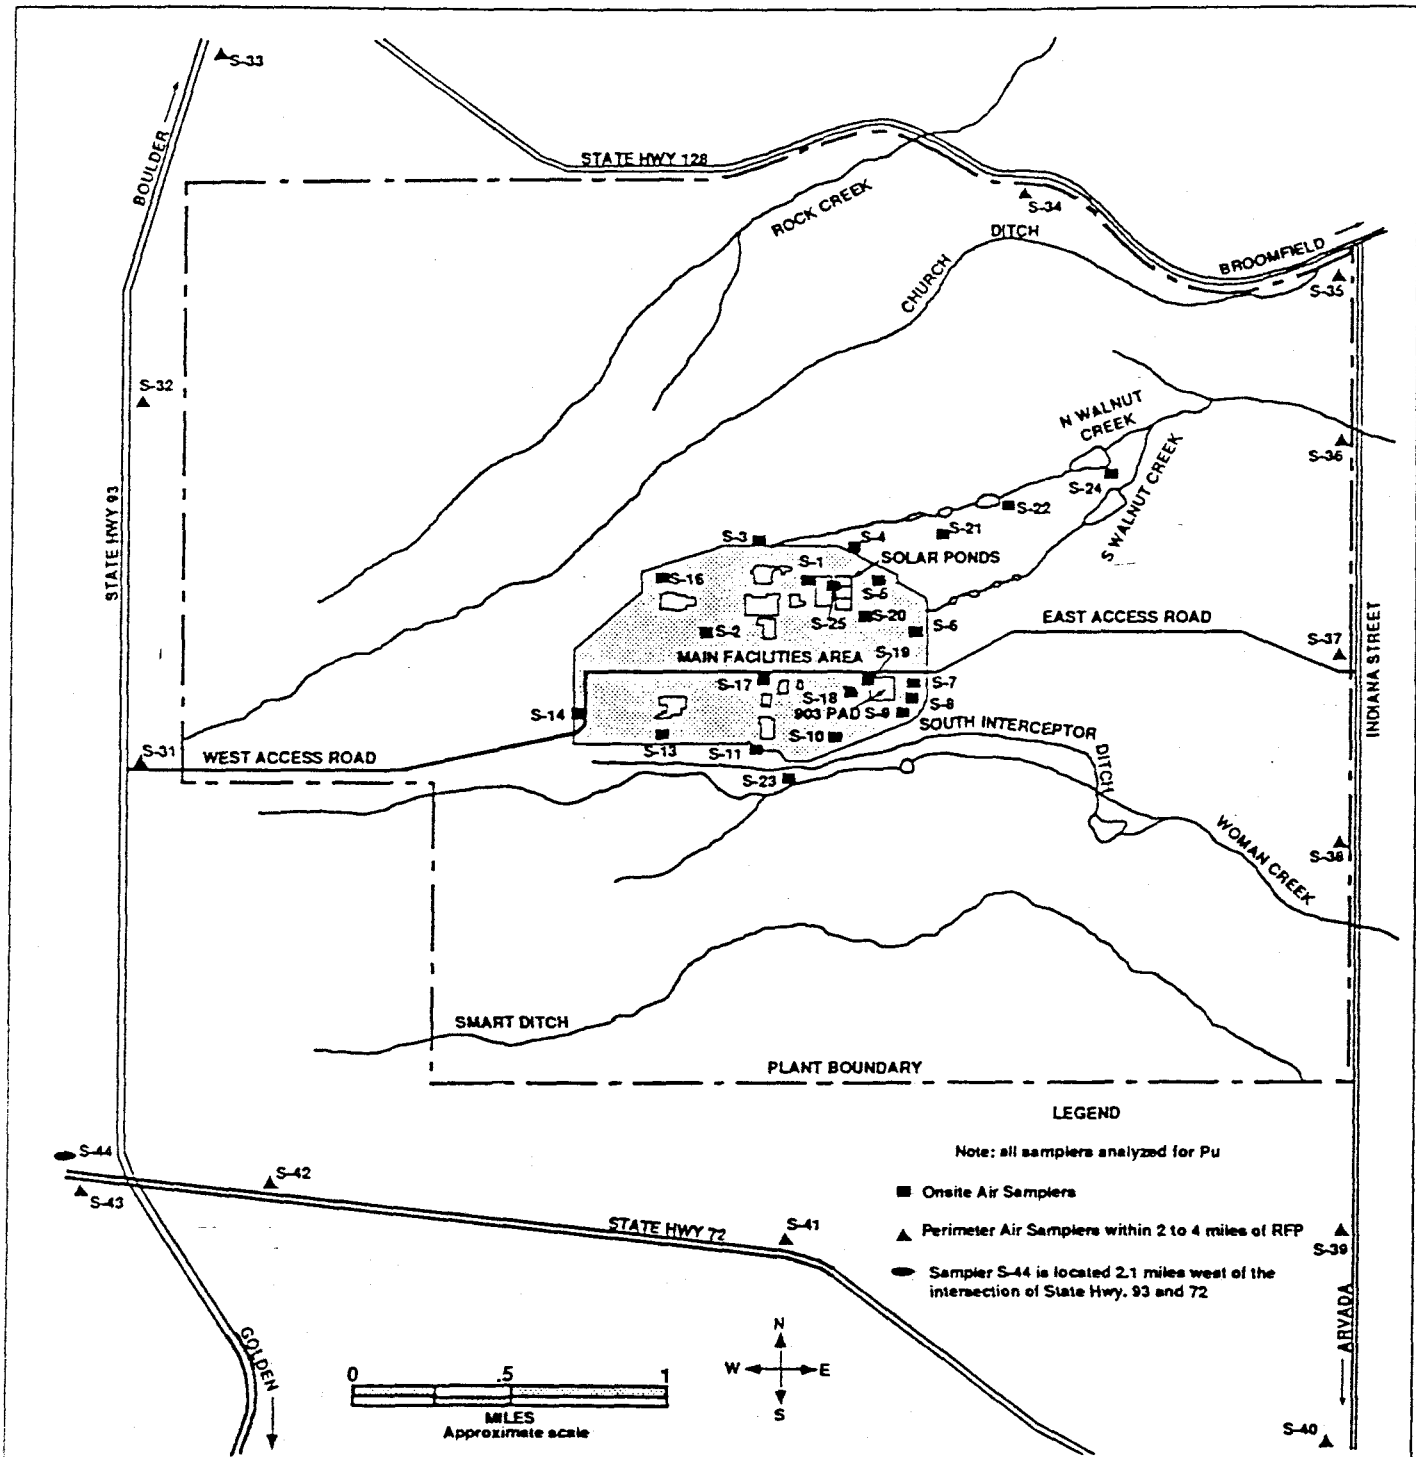 S-33
BOULDER
STATE HWY 128
S-34
ROCK CREEK
DITCH
CHURCH
BROOMFIELD
S-35
S-32
N WALNUT
CREEK
S-36
S WALNUT CREEK
S-24
STATE HWY 93
S-22
S-21
S-3
S-4
SOLAR PONDS
S-1
S-16
S-5
S-25
S-20
S-2
S-6
EAST ACCESS ROAD
INDIANA STREET
S-37
MAIN FACILITIES AREA
S-19
S-17
S-18
S-7
S-8
903 PAD
S-9
S-14
S-10
SOUTH INTERCEPTOR
DITCH
S-13
S-11
S-31
WEST ACCESS ROAD
S-23
WOMAN CREEK
S-38
SMART DITCH
PLANT BOUNDARY
LEGEND
Note: all samplers analyzed for Pu
Onsite Air Samplers
Perimeter Air Samplers within 2 to 4 miles of RFP
Sampler S-44 is located 2.1 miles west of the
intersection of State Hwy. 93 and 72
S-44
S-43
S-42
STATE HWY 72
S-41
S-39
ARVADA
GOLDEN
N
W
E
S
0
.5
1
MILES
Approximate scale
S-40